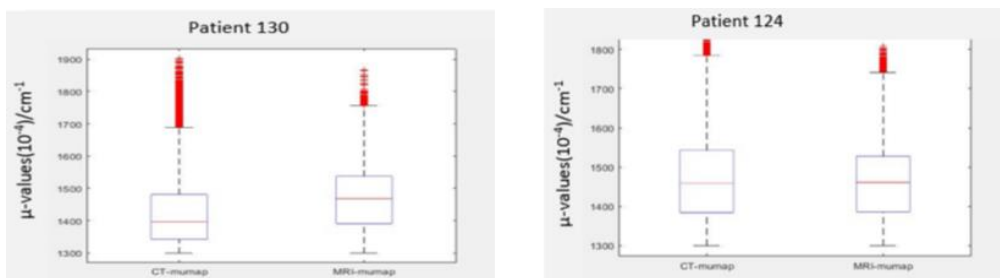 Patient 130
μ-values(10⁻⁴)/cm⁻¹
1900
1800
1700
1600
1500
1400
1300
CT-mumap MRI-mumap
Patient 124
μ-values(10⁻⁴)/cm⁻¹
1800
1700
1600
1500
1400
1300
CT-mumap MRI-mumap